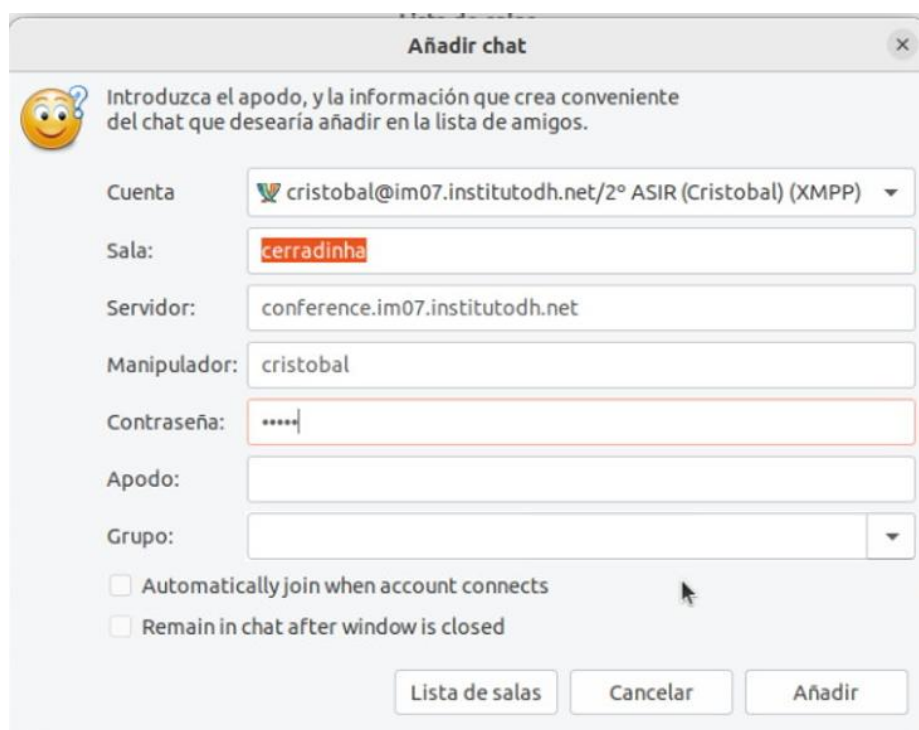 Añadir chat
Introduzca el apodo, y la información que crea conveniente
del chat que desearía añadir en la lista de amigos.
Cuenta cristobal@im07.institutodh.net/2º ASIR (Cristobal) (XMPP)
Sala: cerradinha
Servidor: conference.im07.institutodh.net
Manipulador: cristobal
Contraseña: •••••
Apodo:
Grupo:
Automatically join when account connects
Remain in chat after window is closed
Lista de salas Cancelar Añadir